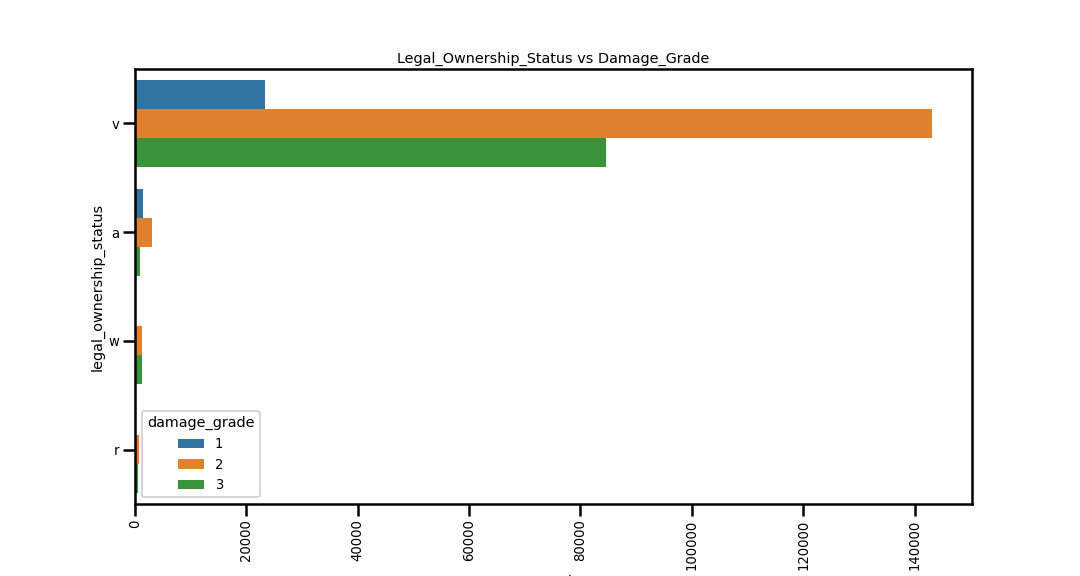 Legal_Ownership_Status vs Damage_Grade
legal_ownership_status
v
a
w
r
damage_grade
1
2
3
0
20000
40000
60000
80000
100000
120000
140000